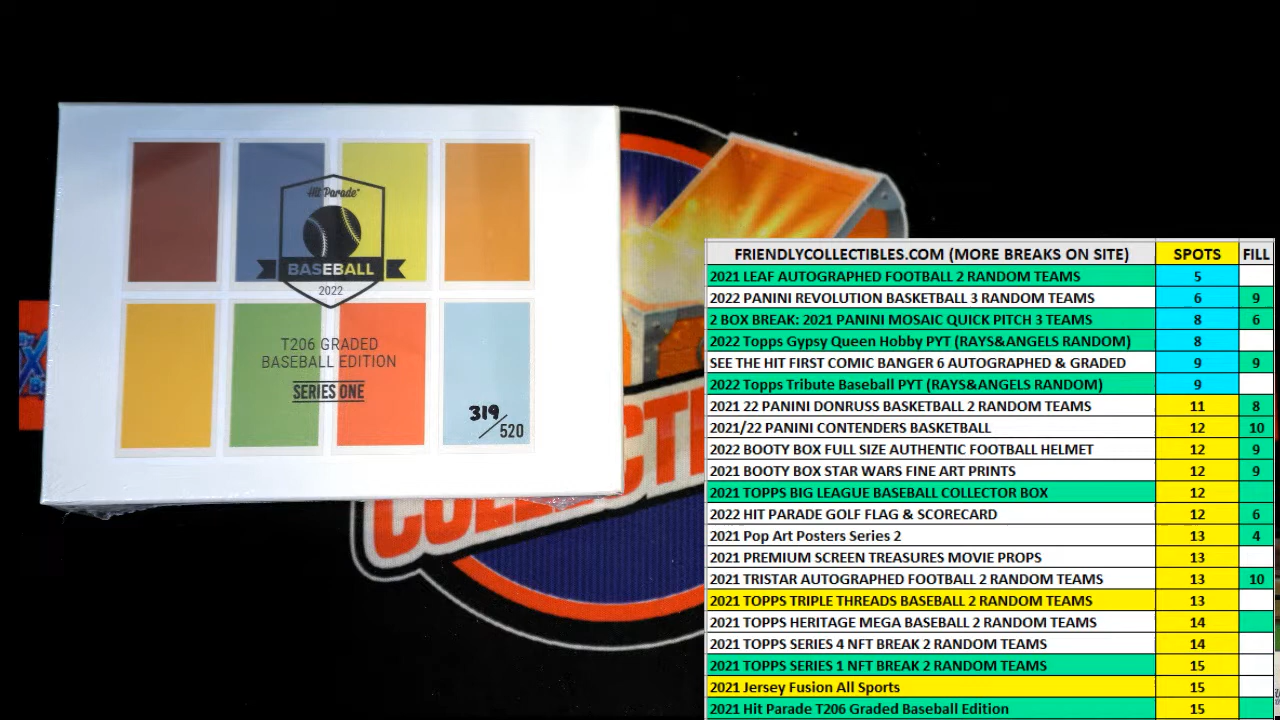 Hit Parade
BASEBALL
2022
T206 GRADED
BASEBALL EDITION
SERIES ONE
319/520
FRIENDLYCOLLECTIBLES.COM (MORE BREAKS ON SITE) SPOTS FILL
2021 LEAF AUTOGRAPHED FOOTBALL 2 RANDOM TEAMS 5
2022 PANINI REVOLUTION BASKETBALL 3 RANDOM TEAMS 6 9
2 BOX BREAK: 2021 PANINI MOSAIC QUICK PITCH 3 TEAMS 8 6
2022 Topps Gypsy Queen Hobby PYT (RAYS&ANGELS RANDOM) 8
SEE THE HIT FIRST COMIC BANGER 6 AUTOGRAPHED & GRADED 9 9
2022 Topps Tribute Baseball PYT (RAYS&ANGELS RANDOM) 9
2021 22 PANINI DONRUSS BASKETBALL 2 RANDOM TEAMS 11 8
2021/22 PANINI CONTENDERS BASKETBALL 12 10
2022 BOOTY BOX FULL SIZE AUTHENTIC FOOTBALL HELMET 12 9
2021 BOOTY BOX STAR WARS FINE ART PRINTS 12 9
2021 TOPPS BIG LEAGUE BASEBALL COLLECTOR BOX 12
2022 HIT PARADE GOLF FLAG & SCORECARD 12 6
2021 Pop Art Posters Series 2 13 4
2021 PREMIUM SCREEN TREASURES MOVIE PROPS 13
2021 TRISTAR AUTOGRAPHED FOOTBALL 2 RANDOM TEAMS 13 10
2021 TOPPS TRIPLE THREADS BASEBALL 2 RANDOM TEAMS 13
2021 TOPPS HERITAGE MEGA BASEBALL 2 RANDOM TEAMS 14
2021 TOPPS SERIES 4 NFT BREAK 2 RANDOM TEAMS 14
2021 TOPPS SERIES 1 NFT BREAK 2 RANDOM TEAMS 15
2021 Jersey Fusion All Sports 15
2021 Hit Parade T206 Graded Baseball Edition 15